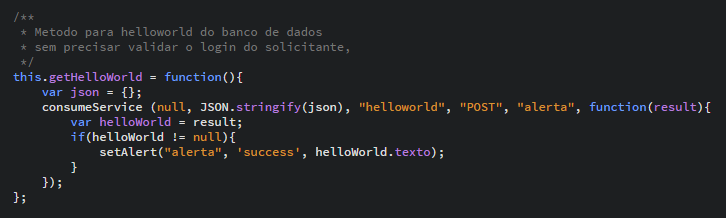 /**
 * Metodo para helloworld do banco de dados
 * sem precisar validar o login do solicitante,
 */
this.getHelloWorld = function(){
    var json = {};
    consumeService (null, JSON.stringify(json), "helloworld", "POST", "alerta", function(result){
        var helloWorld = result;
        if(helloWorld != null){
            setAlert("alerta", 'success', helloWorld.texto);
        }
    });
};